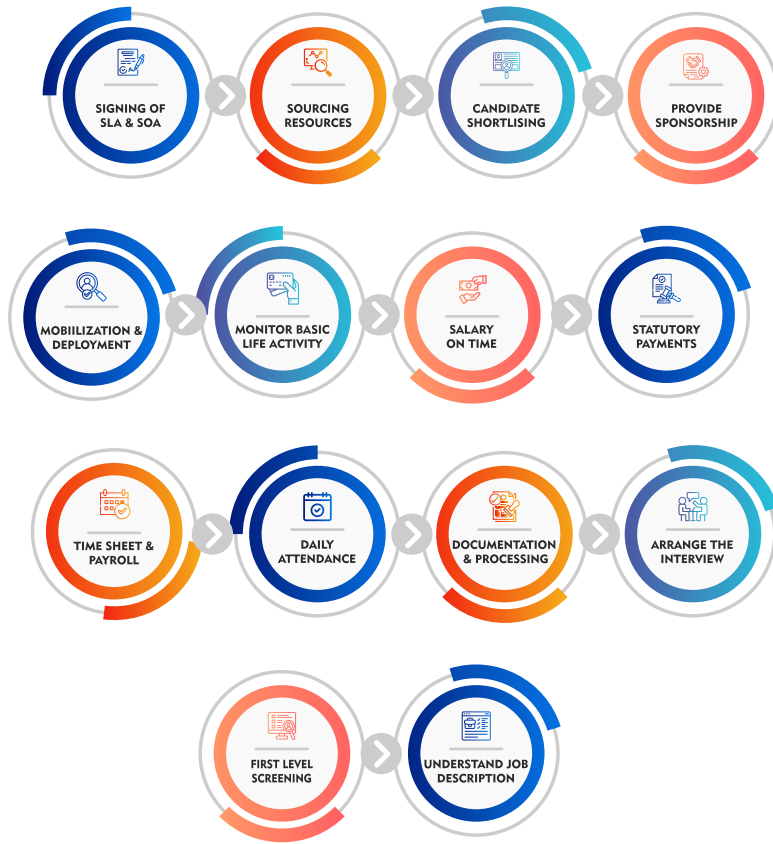 SIGNING OF
SLA & SOA
SOURCING
RESOURCES
CANDIDATE
SHORTLISING
PROVIDE
SPONSORSHIP
MOBIILIZATION &
DEPLOYMENT
MONITOR BASIC
LIFE ACTIVITY
SALARY
ON TIME
STATUTORY
PAYMENTS
TIME SHEET &
PAYROLL
DAILY
ATTENDANCE
DOCUMENTATION
& PROCESSING
ARRANGE THE
INTERVIEW
FIRST LEVEL
SCREENING
UNDERSTAND JOB
DESCRIPTION